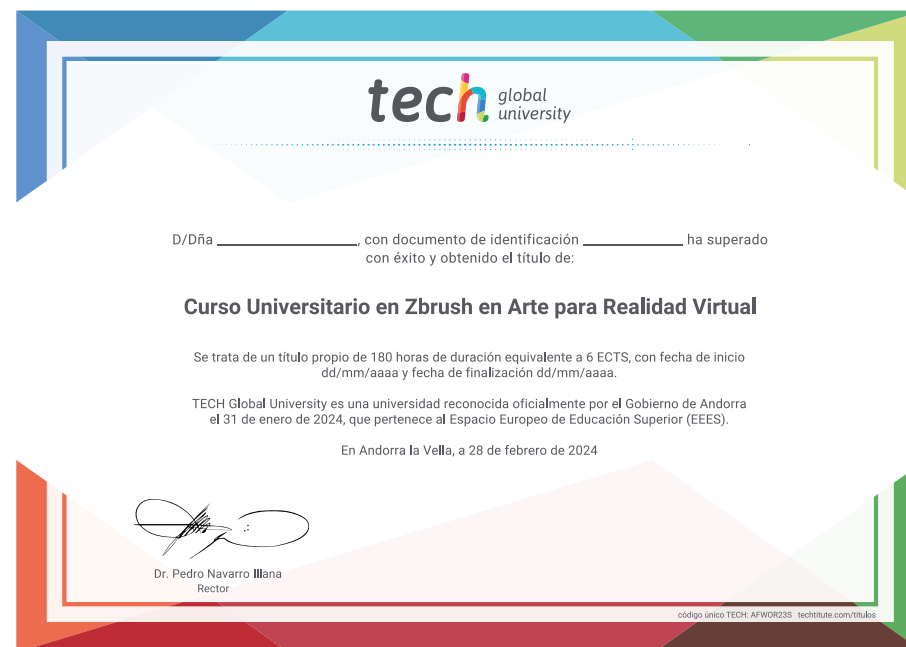 tech global university
D/Dña ____________, con documento de identificación ____________ ha superado
con éxito y obtenido el título de:
Curso Universitario en Zbrush en Arte para Realidad Virtual
Se trata de un título propio de 180 horas de duración equivalente a 6 ECTS, con fecha de inicio
dd/mm/aaaa y fecha de finalización dd/mm/aaaa.
TECH Global University es una universidad reconocida oficialmente por el Gobierno de Andorra
el 31 de enero de 2024, que pertenece al Espacio Europeo de Educación Superior (EEES).
En Andorra la Vella, a 28 de febrero de 2024
Dr. Pedro Navarro Illana
Rector
código único TECH: AFWOR23S techtitute.com/titulos